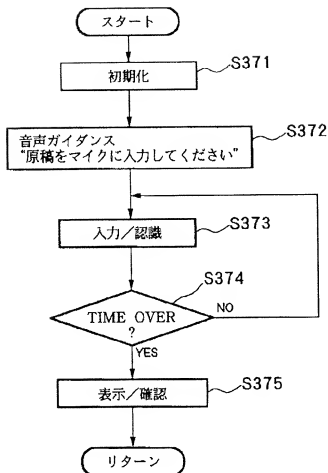 スタート
初期化
S371
音声ガイダンス
“原稿をマイクに入力してください”
S372
入力／認識
S373
TIME OVER
?
S374
NO
YES
表示／確認
S375
リターン